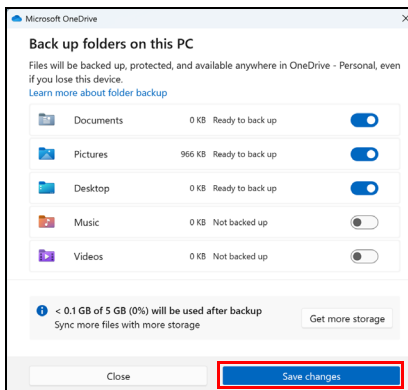 Microsoft OneDrive
Back up folders on this PC
Files will be backed up, protected, and available anywhere in OneDrive - Personal, even
if you lose this device.
Learn more about folder backup
Documents 0 KB Ready to back up
Pictures 966 KB Ready to back up
Desktop 0 KB Ready to back up
Music 0 KB Not backed up
Videos 0 KB Not backed up
< 0.1 GB of 5 GB (0%) will be used after backup
Sync more files with more storage
Get more storage
Close
Save changes